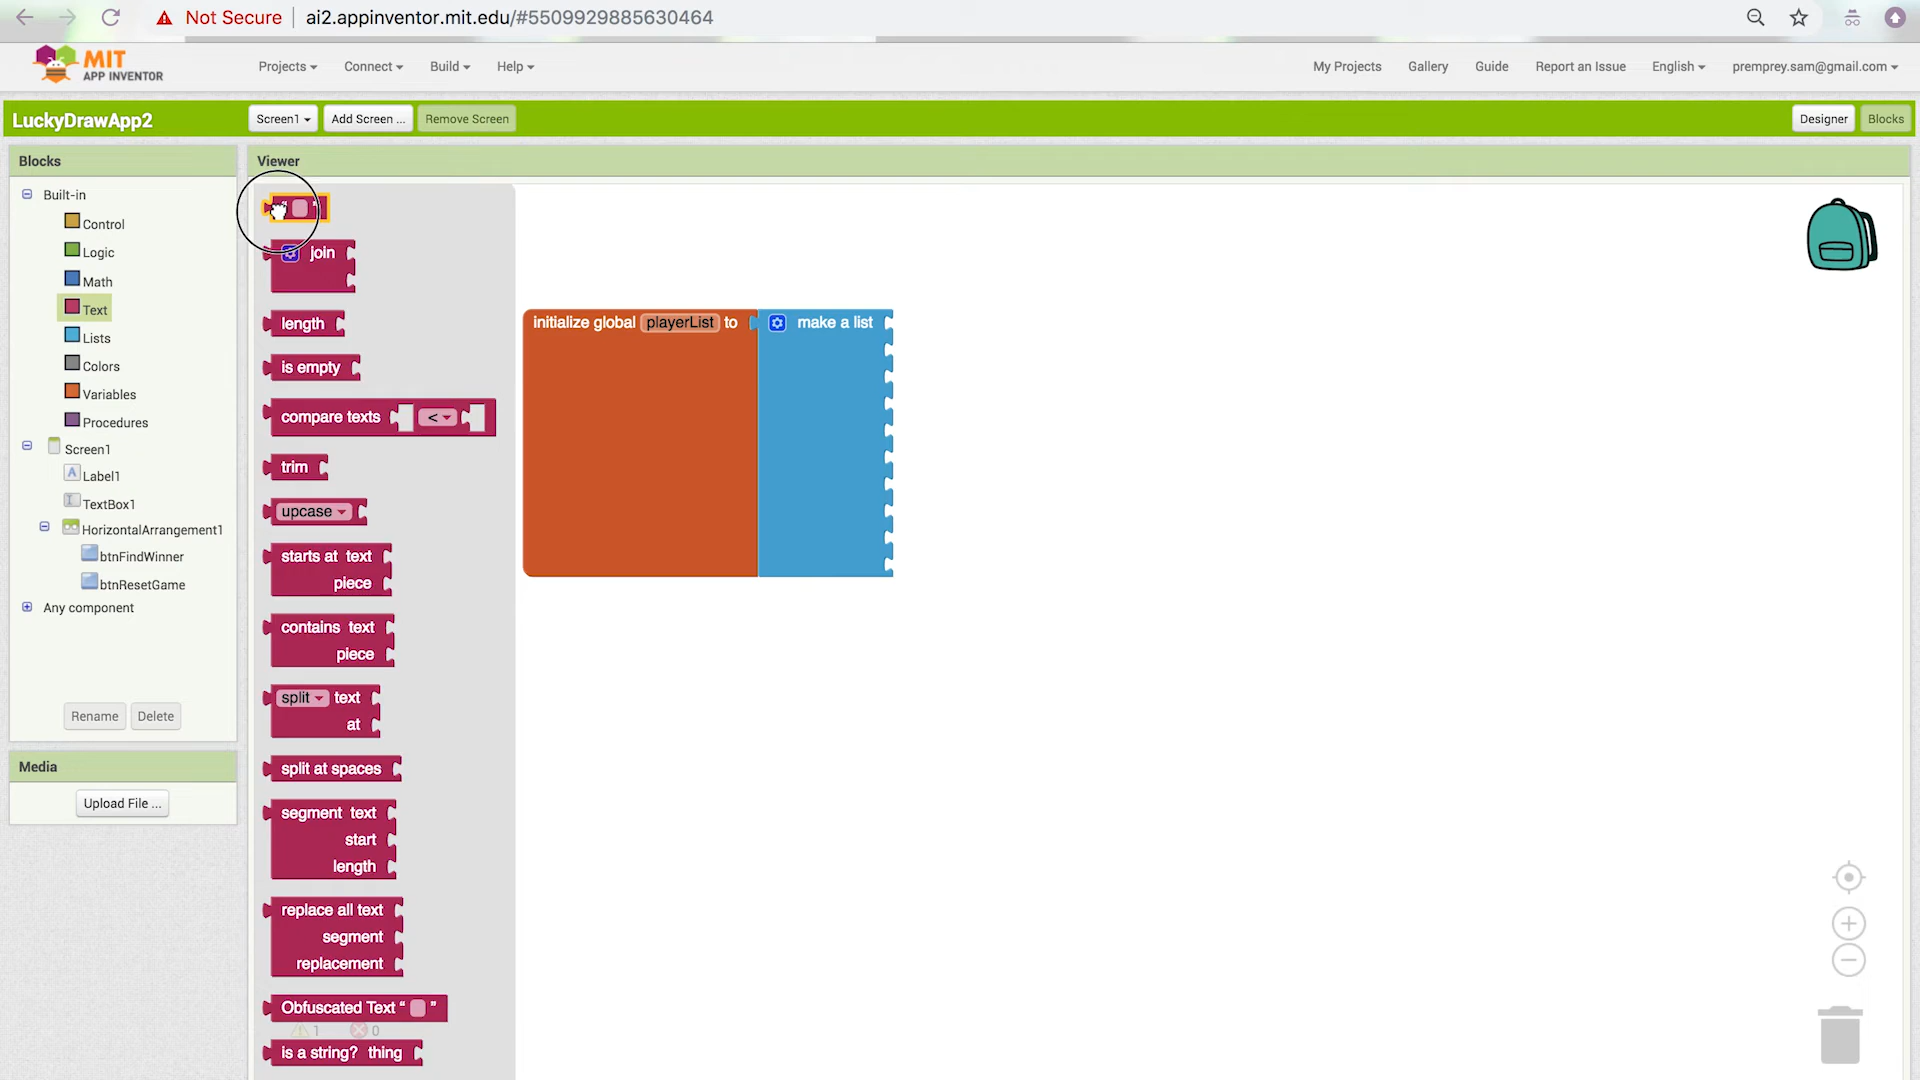 Not Secure ai2.appinventor.mit.edu/#5509929885630464
MIT
APP INVENTOR
Projects Connect Build Help My Projects Gallery Guide Report an Issue English premprey.sam@gmail.com
LuckyDrawApp2 Screen1 Add Screen ... Remove Screen Designer Blocks
Blocks
Viewer
Built-in
Control
Logic
Math
Text
Lists
Colors
Variables
Procedures
Screen1
Label1
TextBox1
HorizontalArrangement1
btnFindWinner
btnResetGame
Any component
Rename Delete
Media
Upload File ...
join
length
is empty
compare texts <
trim
upcase
starts at text
piece
contains text
piece
split text
at
split at spaces
segment text
start
length
replace all text
segment
replacement
Obfuscated Text “ ”
1 0
is a string? thing
initialize global playerList to make a list